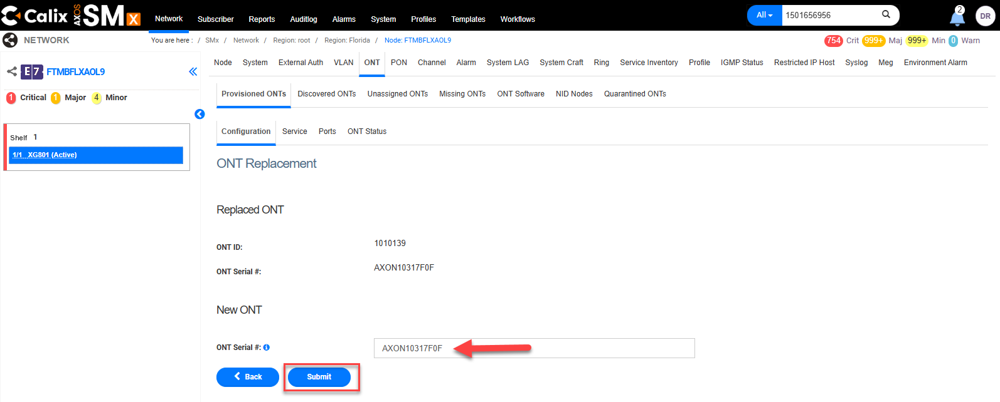 Calix AXOS SMx Network Subscriber Reports Auditlog Alarms System Profiles Templates Workflows All 1501656956 2 DR
NETWORK You are here : / SMx / Network / Region: root / Region: Florida / Node: FTMBFLXAOL9 754 Crit 999+ Maj 999+ Min 0 Warn
E7 FTMBFLXAOL9
1 Critical 1 Major 4 Minor
Shelf 1
1/1 XG801 (Active)
Node System External Auth VLAN ONT PON Channel Alarm System LAG System Craft Ring Service Inventory Profile IGMP Status Restricted IP Host Syslog Meg Environment Alarm
Provisioned ONTs Discovered ONTs Unassigned ONTs Missing ONTs ONT Software NID Nodes Quarantined ONTs
Configuration Service Ports ONT Status
ONT Replacement
Replaced ONT
ONT ID: 1010139
ONT Serial #: AXON10317F0F
New ONT
ONT Serial #: AXON10317F0F
Back Submit